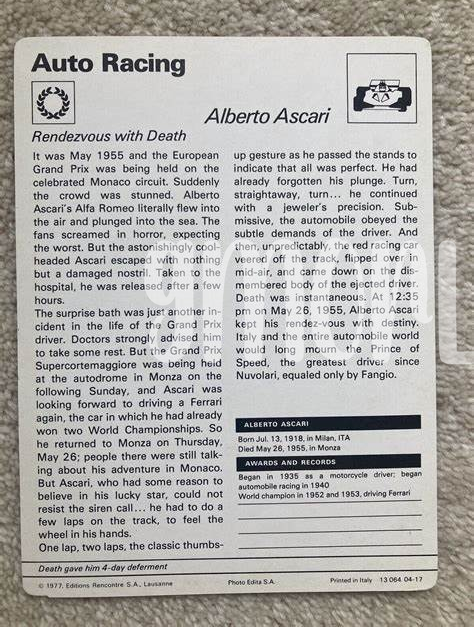 Auto Racing
Alberto Ascari
Rendezvous with Death
It was May 1955 and the European
Grand Prix was being held on the
celebrated Monaco circuit. Suddenly
the crowd was stunned. Alberto
Ascari's Alfa Romeo literally flew into
the air and plunged into the sea. The
fans screamed in horror, expecting
the worst. But the astonishingly cool-
headed Ascari escaped with nothing
but a damaged nostril. Taken to the
hospital, he was released after a few
hours.
The surprise bath was just another in-
cident in the life of the Grand Prix
driver. Doctors strongly advised him
to take some rest. But the Grand Prix
Supercortemaggiore was being held
at the autodrome in Monza on the
following Sunday, and Ascari was
looking forward to driving a Ferrari
again, the car in which he had already
won two World Championships. So
he returned to Monza on Thursday,
May 26; people there were still talk-
ing about his adventure in Monaco.
But Ascari, who had some reason to
believe in his lucky star, could not
resist the siren call... he had to do a
few laps on the track, to feel the
wheel in his hands.
One lap, two laps, the classic thumbs-
up gesture as he passed the stands to
indicate that all was perfect. He had
already forgotten his plunge. Turn,
straightaway, turn... he continued
with a jeweler's precision. Sub-
missive, the automobile obeyed the
subtle demands of the driver. And
then, unpredictably, the red racing car
veered off the track, flipped over in
mid-air, and came down on the dis-
membered body of the ejected driver.
Death was instantaneous. At 12:35
pm on May 26, 1955, Alberto Ascari
kept his rendez-vous with destiny.
Italy and the entire automobile world
would long mourn the Prince of
Speed, the greatest driver since
Nuvolari, equaled only by Fangio.
ALBERTO ASCARI
Born Jul. 13, 1918, in Milan, ITA
Died May 26, 1955, in Monza
AWARDS AND RECORDS
Began in 1935 as a motorcycle driver; began
automobile racing in 1940
World champion in 1952 and 1953, driving Ferrari
Death gave him 4-day deferment
© 1977, Editions Rencontre S.A., Lausanne
Photo Edita S.A.
Printed in Italy 13 064 04-17